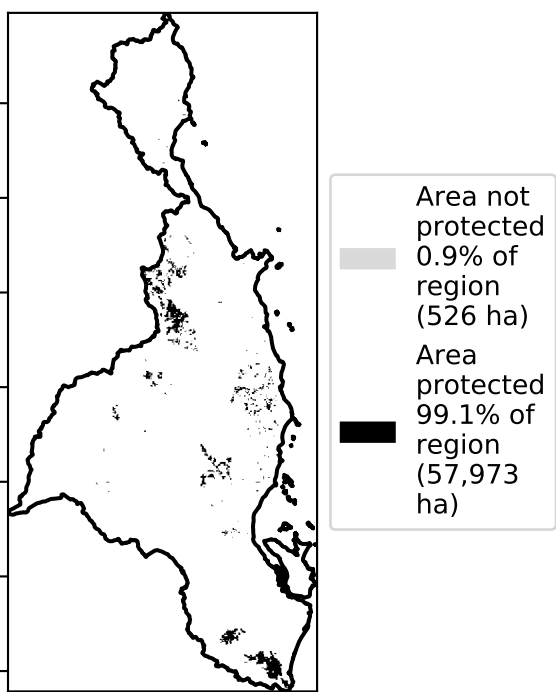 Area not
protected
0.9% of
region
(526 ha)
Area
protected
99.1% of
region
(57,973
ha)